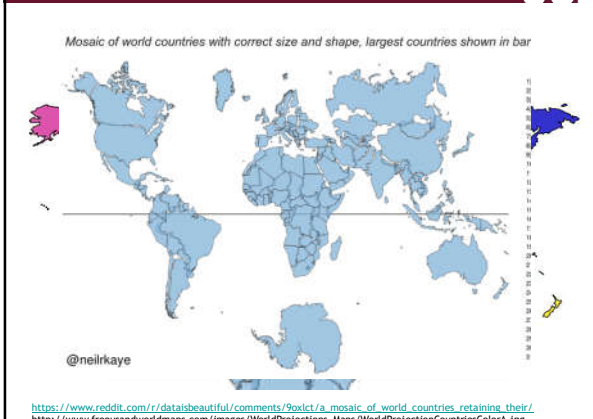 Mosaic of world countries with correct size and shape, largest countries shown in bar
@neilrkaye
https://www.reddit.com/r/dataisbeautiful/comments/9oxlct/a_mosaic_of_world_countries_retaining_their/